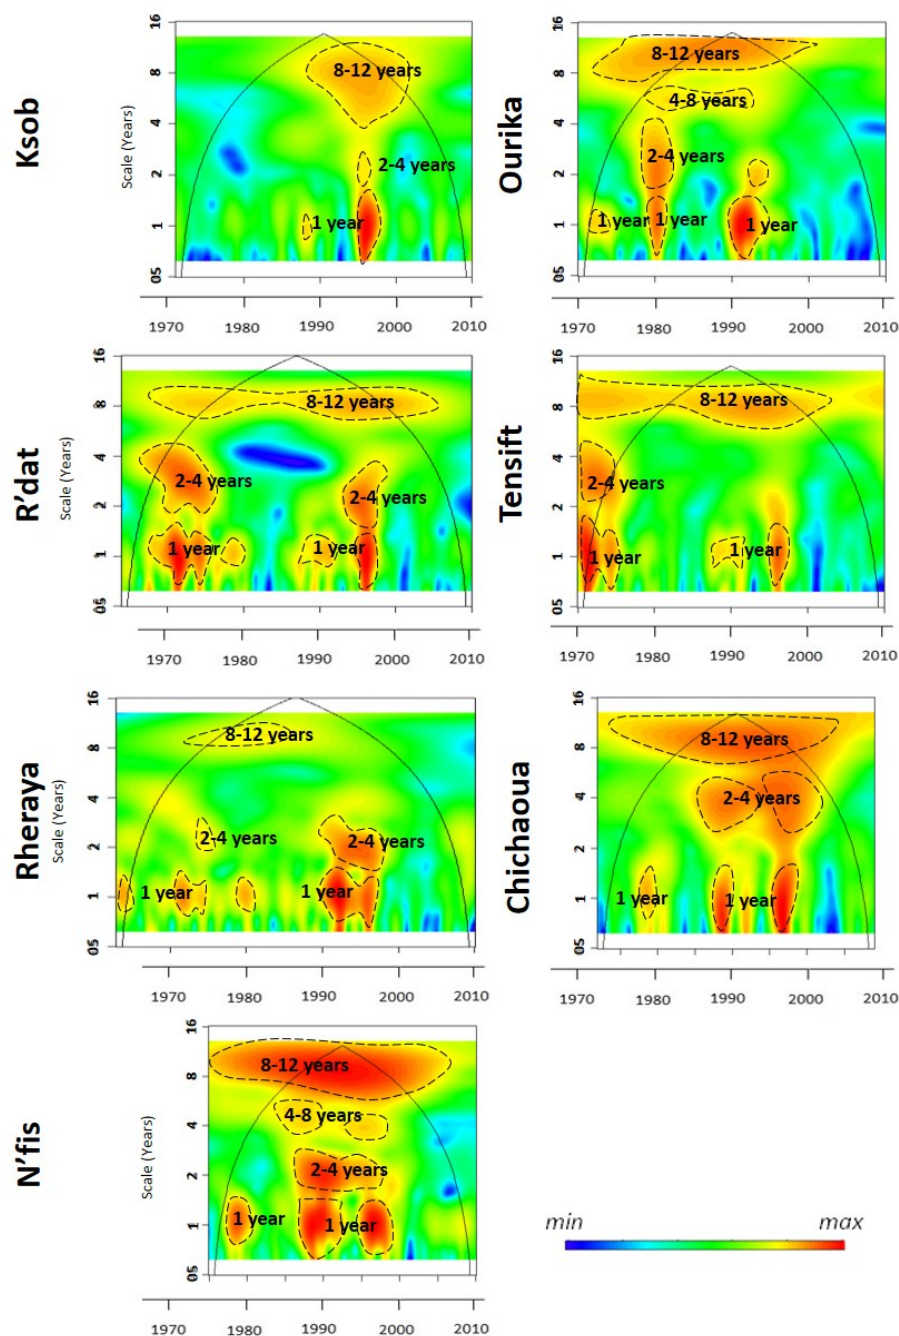 Ksob
Scale (Years)
16
8
4
2
1
05
8-12 years
2-4 years
1 year
1970 1980 1990 2000 2010
Ourika
16
8
4
2
1
05
8-12 years
4-8 years
2-4 years
1 year 1 year 1 year
1970 1980 1990 2000 2010
R'dat
Scale (Years)
16
8
4
2
1
05
8-12 years
2-4 years
2-4 years
1 year 1 year
1970 1980 1990 2000 2010
Tensift
16
8
4
2
1
05
8-12 years
2-4 years
1 year 1 year
1970 1980 1990 2000 2010
Rheraya
Scale (Years)
16
8
4
2
1
05
8-12 years
2-4 years 2-4 years
1 year 1 year
1970 1980 1990 2000 2010
Chichaoua
16
8
4
2
1
05
8-12 years
2-4 years
1 year 1 year
1970 1980 1990 2000 2010
N'fis
Scale (Years)
16
8
4
2
1
05
8-12 years
4-8 years
2-4 years
1 year 1 year
1970 1980 1990 2000 2010
min max